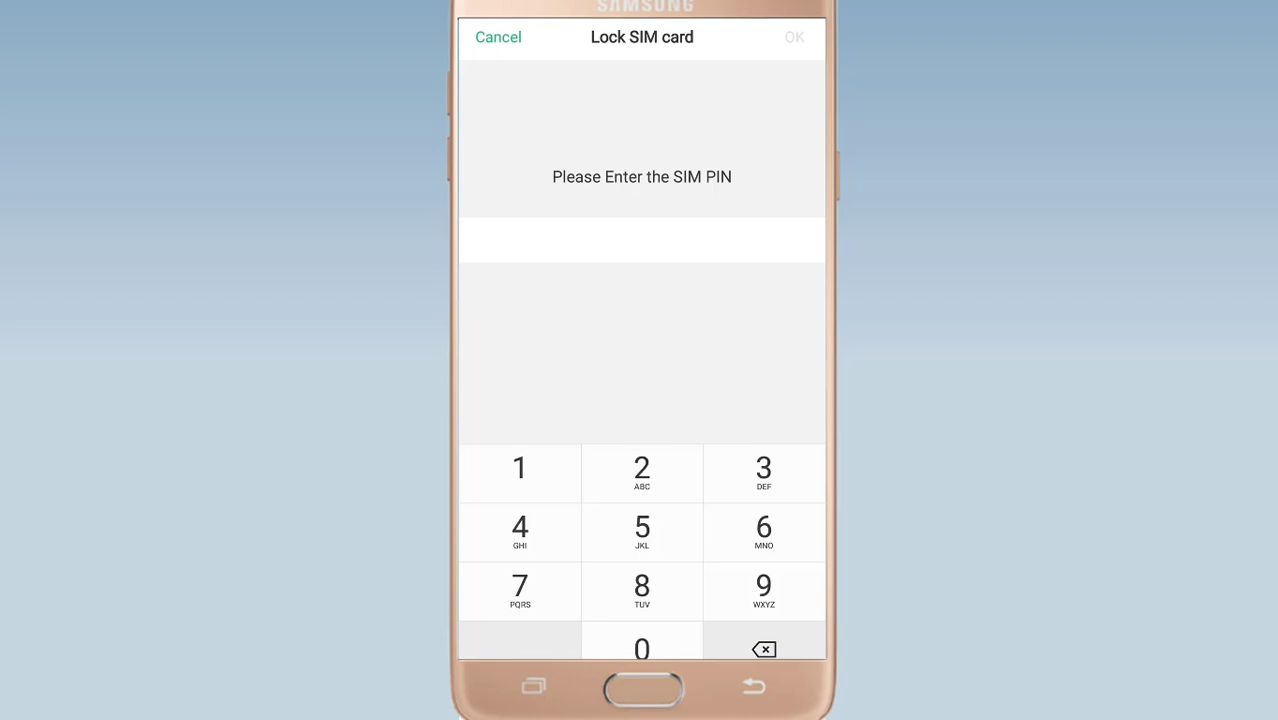 SAMSUNG
Cancel Lock SIM card OK
Please Enter the SIM PIN
1 2 3
ABC DEF
4 5 6
GHI JKL MNO
7 8 9
PQRS TUV WXYZ
0